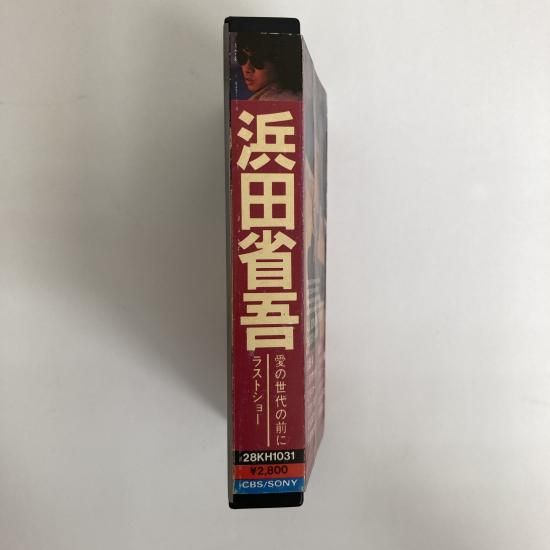 浜田省吾
愛の世代の前に
ラストショー
28KH1031
¥2,800
CBS/SONY